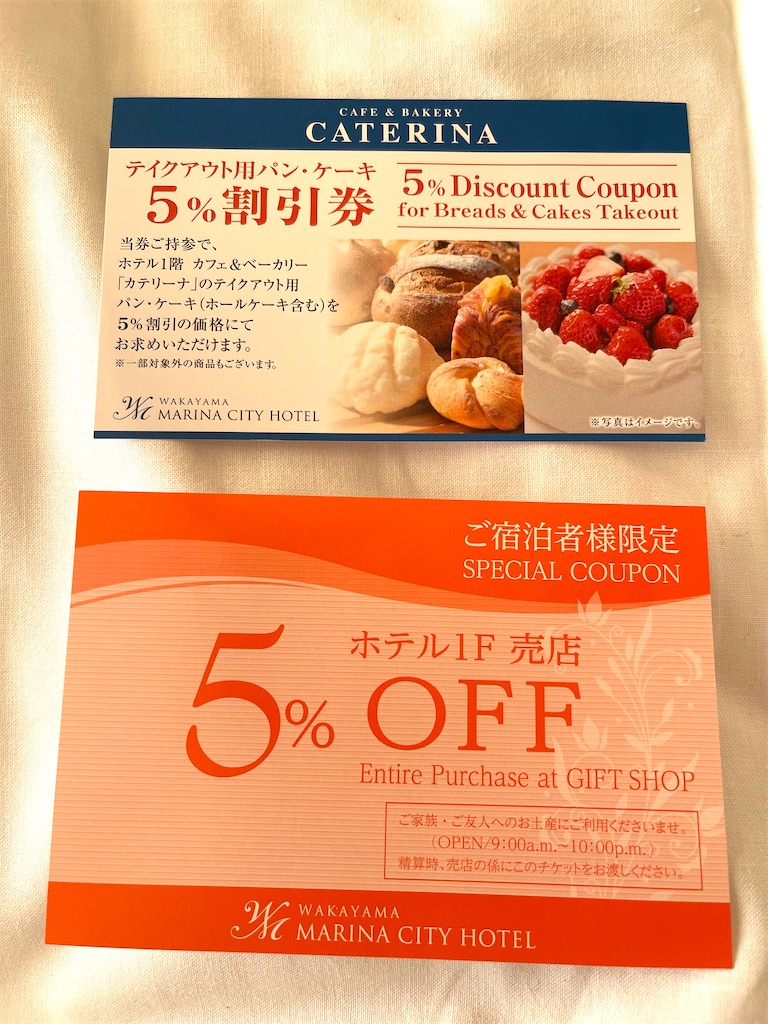 CAFE & BAKERY
CATERINA
テイクアウト用パン・ケーキ
5%割引券
5% Discount Coupon
for Breads & Cakes Takeout
当券ご持参で、
ホテル1階 カフェ&ベーカリー
「カテリーナ」のテイクアウト用
パン・ケーキ(ホールケーキ含む)を
5%割引の価格にて
お求めいただけます。
※一部対象外の商品もございます。
WAKAYAMA
MARINA CITY HOTEL
※写真はイメージです。
ご宿泊者様限定
SPECIAL COUPON
ホテル1F 売店
5% OFF
Entire Purchase at GIFT SHOP
ご家族・ご友人へのお土産にご利用くださいませ。
(OPEN/9:00a.m.~10:00p.m.)
精算時、売店の係にこのチケットをお渡しください。
WAKAYAMA
MARINA CITY HOTEL